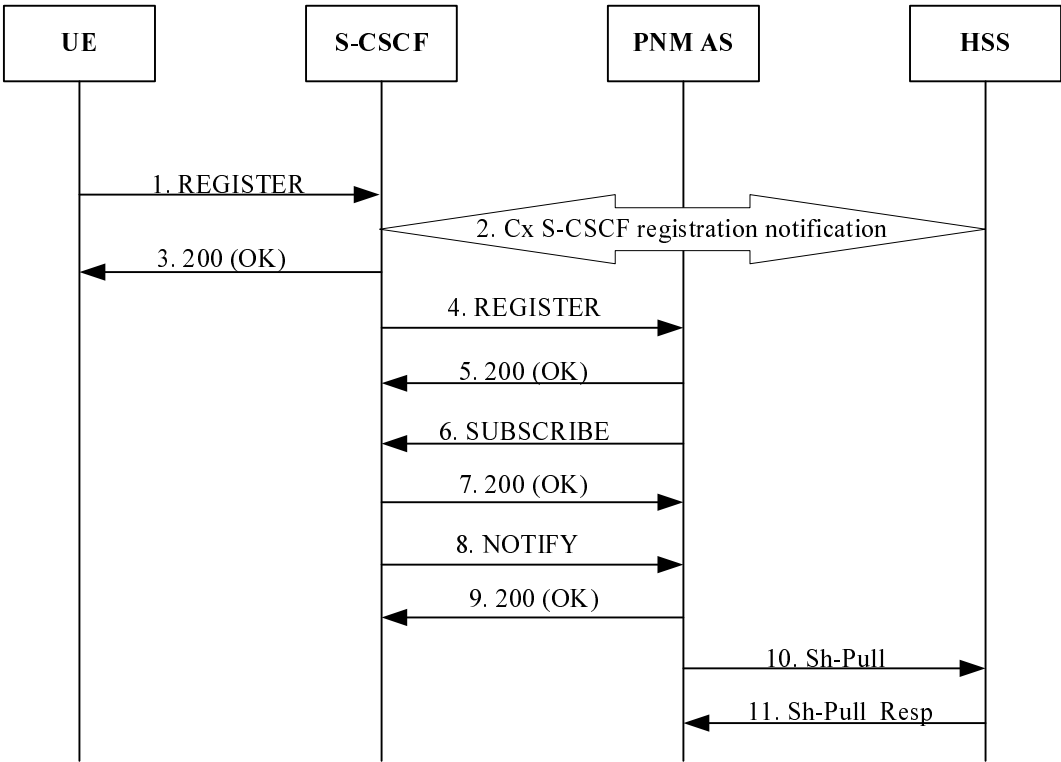 UE
S-CSCF
PNM AS
HSS
1. REGISTER
2. Cx S-CSCF registration notification
3. 200 (OK)
4. REGISTER
5. 200 (OK)
6. SUBSCRIBE
7. 200 (OK)
8. NOTIFY
9. 200 (OK)
10. Sh-Pull
11. Sh-Pull Resp